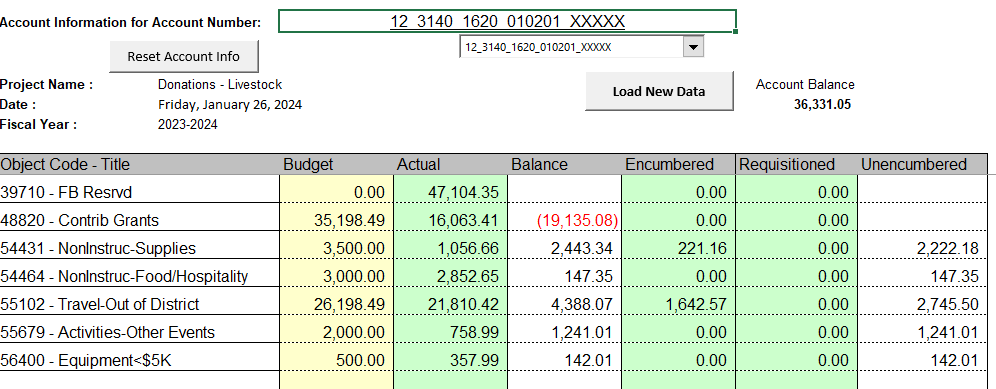 Account Information for Account Number: 12_3140_1620_010201_XXXXX
12_3140_1620_010201_XXXXX
Reset Account Info
Project Name : Donations - Livestock
Load New Data
Account Balance
Date : Friday, January 26, 2024
36,331.05
Fiscal Year : 2023-2024
Object Code - Title Budget Actual Balance Encumbered Requisitioned Unencumbered
39710 - FB Resrvd 0.00 47,104.35 0.00 0.00
48820 - Contrib Grants 35,198.49 16,063.41 (19,135.08) 0.00 0.00
54431 - NonInstruc-Supplies 3,500.00 1,056.66 2,443.34 221.16 0.00 2,222.18
54464 - NonInstruc-Food/Hospitality 3,000.00 2,852.65 147.35 0.00 0.00 147.35
55102 - Travel-Out of District 26,198.49 21,810.42 4,388.07 1,642.57 0.00 2,745.50
55679 - Activities-Other Events 2,000.00 758.99 1,241.01 0.00 0.00 1,241.01
56400 - Equipment<$5K 500.00 357.99 142.01 0.00 0.00 142.01